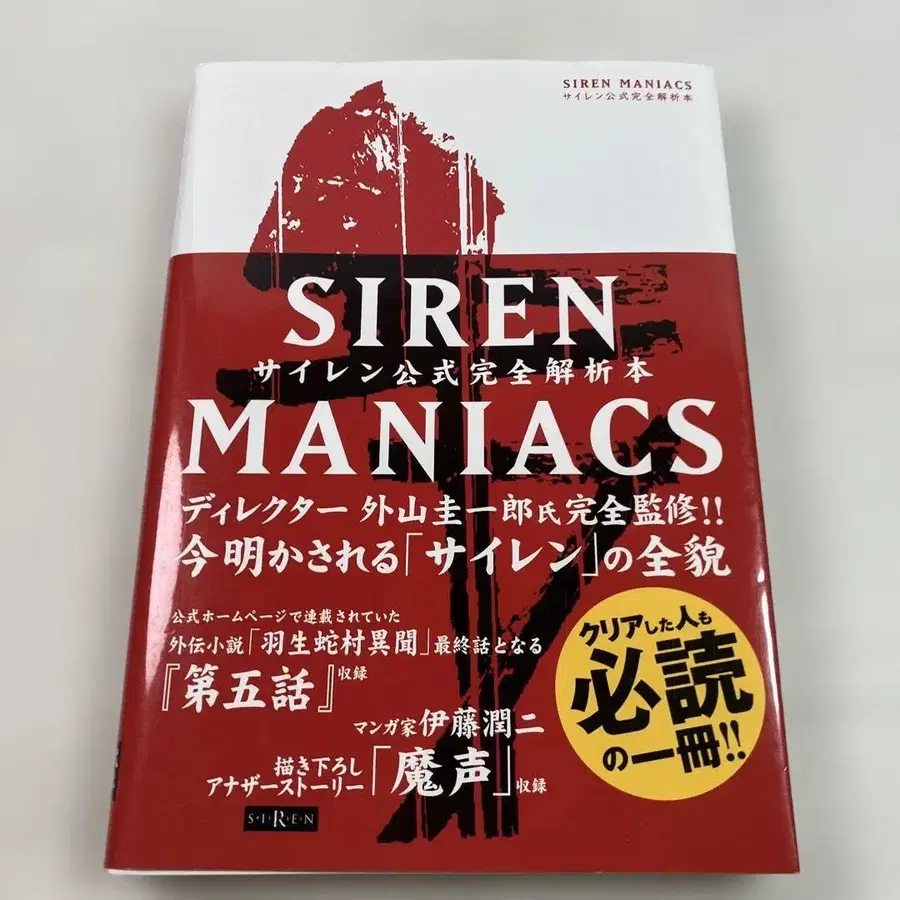 SIREN MANIACS
サイレン公式完全解析本
SIREN
サイレン公式完全解析本
MANIACS
ディレクター 外山圭一郎氏完全監修!!
今明かされる「サイレン」の全貌
公式ホームページで連載されていた
外伝小説「羽生蛇村異聞」最終話となる
『第五話』収録
マンガ家 伊藤潤二
描き下ろし
アナザーストーリー「魔声」収録
クリアした人も
必読
の一冊!!
S・I・R・E・N